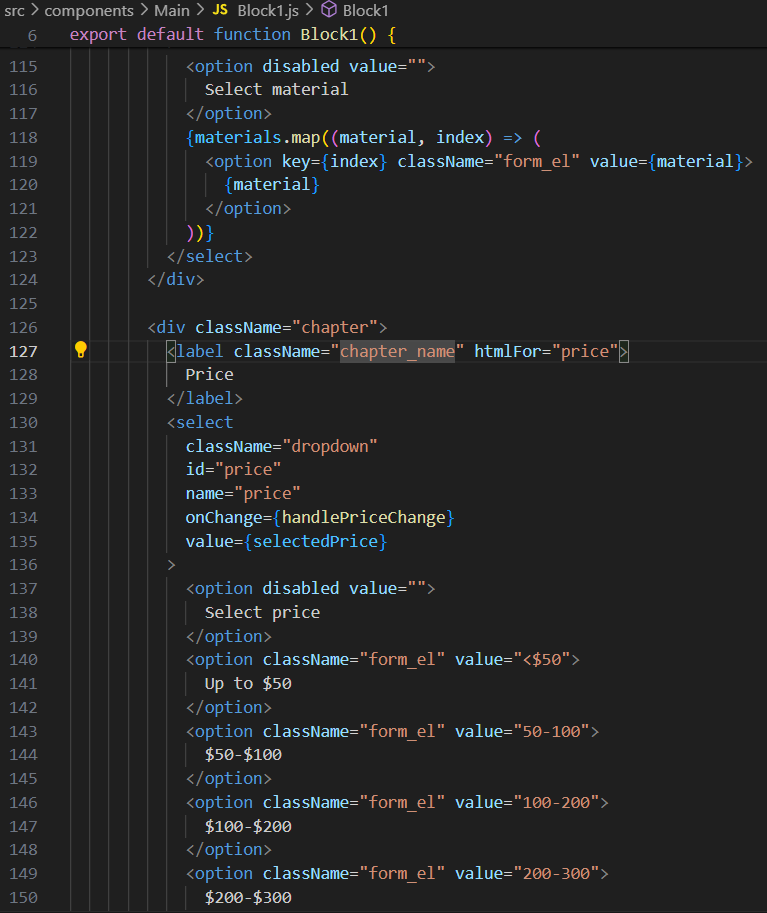 src > components > Main > JS Block1.js > Block1
6 export default function Block1() {
115 <option disabled value="">
116 Select material
117 </option>
118 {materials.map((material, index) => (
119 <option key={index} className="form_el" value={material}>
120 {material}
121 </option>
122 ))}
123 </select>
124 </div>
125
126 <div className="chapter">
127 <label className="chapter_name" htmlFor="price">
128 Price
129 </label>
130 <select
131 className="dropdown"
132 id="price"
133 name="price"
134 onChange={handlePriceChange}
135 value={selectedPrice}
136 >
137 <option disabled value="">
138 Select price
139 </option>
140 <option className="form_el" value="<$50">
141 Up to $50
142 </option>
143 <option className="form_el" value="50-100">
144 $50-$100
145 </option>
146 <option className="form_el" value="100-200">
147 $100-$200
148 </option>
149 <option className="form_el" value="200-300">
150 $200-$300